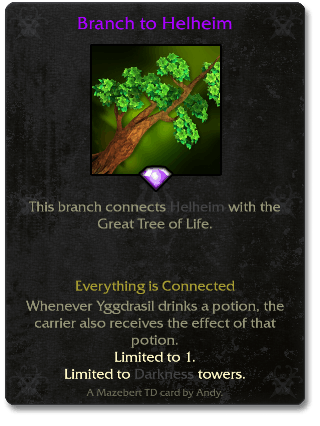 Branch to Helheim
This branch connects Helheim with the
Great Tree of Life.
Everything is Connected
Whenever Yggdrasil drinks a potion, the
carrier also receives the effect of that
potion.
Limited to 1.
Limited to Darkness towers.
A Mazebert TD card by Andy.